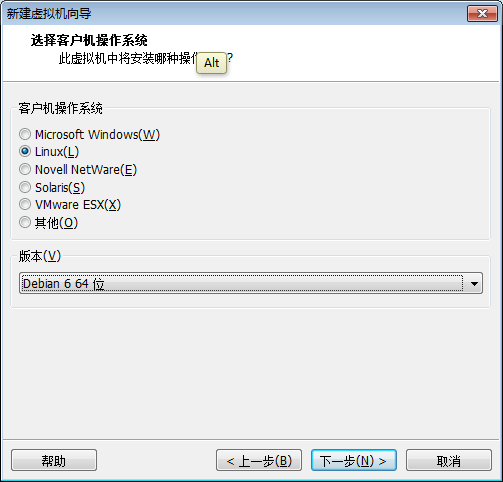 新建虚拟机向导
选择客户机操作系统
此虚拟机中将安装哪种操作
Alt
?
客户机操作系统
Microsoft Windows(W)
Linux(L)
Novell NetWare(E)
Solaris(S)
VMware ESX(X)
其他(O)
版本(V)
Debian 6 64 位
帮助
< 上一步(B)
下一步(N) >
取消